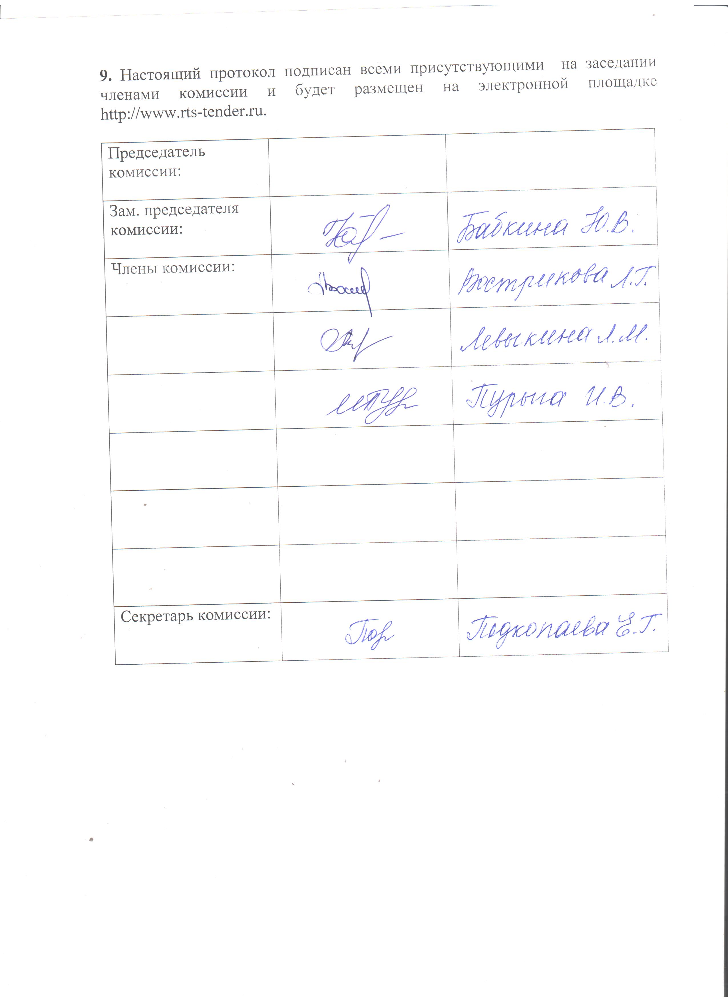 9. Настоящий протокол подписан всеми присутствующими на заседании
членами комиссии и будет размещен на электронной площадке
http://www.rts-tender.ru.
Председатель
комиссии:
Зам. председателя
комиссии:
Бабкина Ю.В.
Члены комиссии:
Вострикова Л.Г.
Левыкина Л.М.
Пурыга И.В.
Секретарь комиссии:
Подкопаева Е.Г.